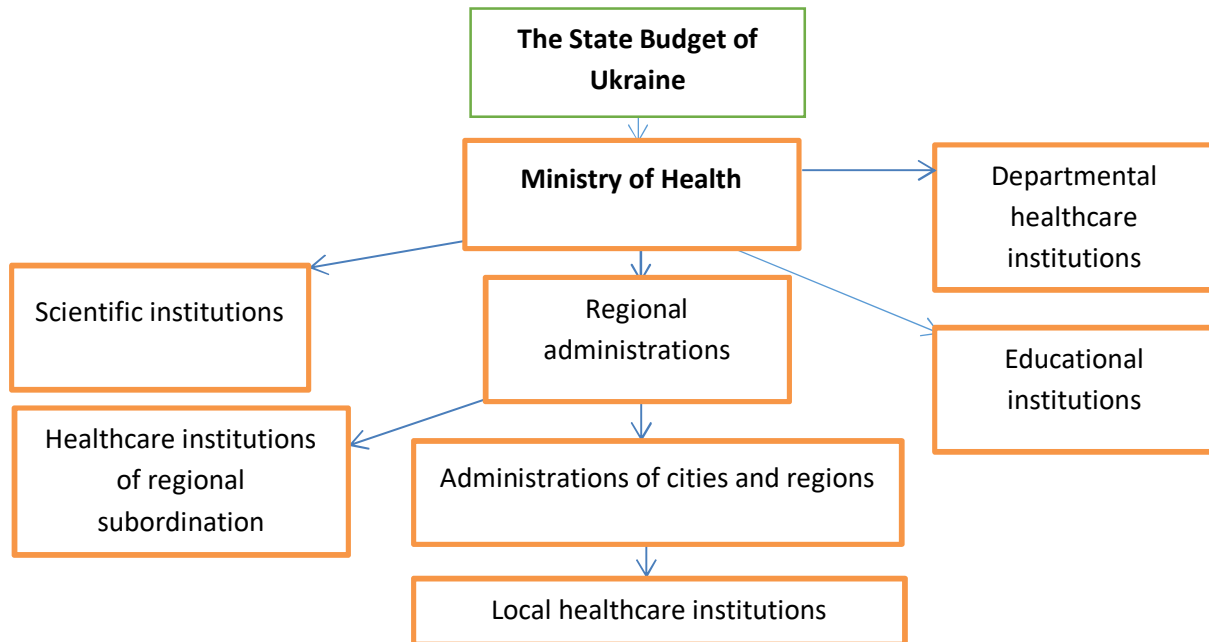 The State Budget of
Ukraine
Ministry of Health
Departmental
healthcare
institutions
Scientific institutions
Regional
administrations
Educational
institutions
Healthcare institutions
of regional
subordination
Administrations of cities and regions
Local healthcare institutions